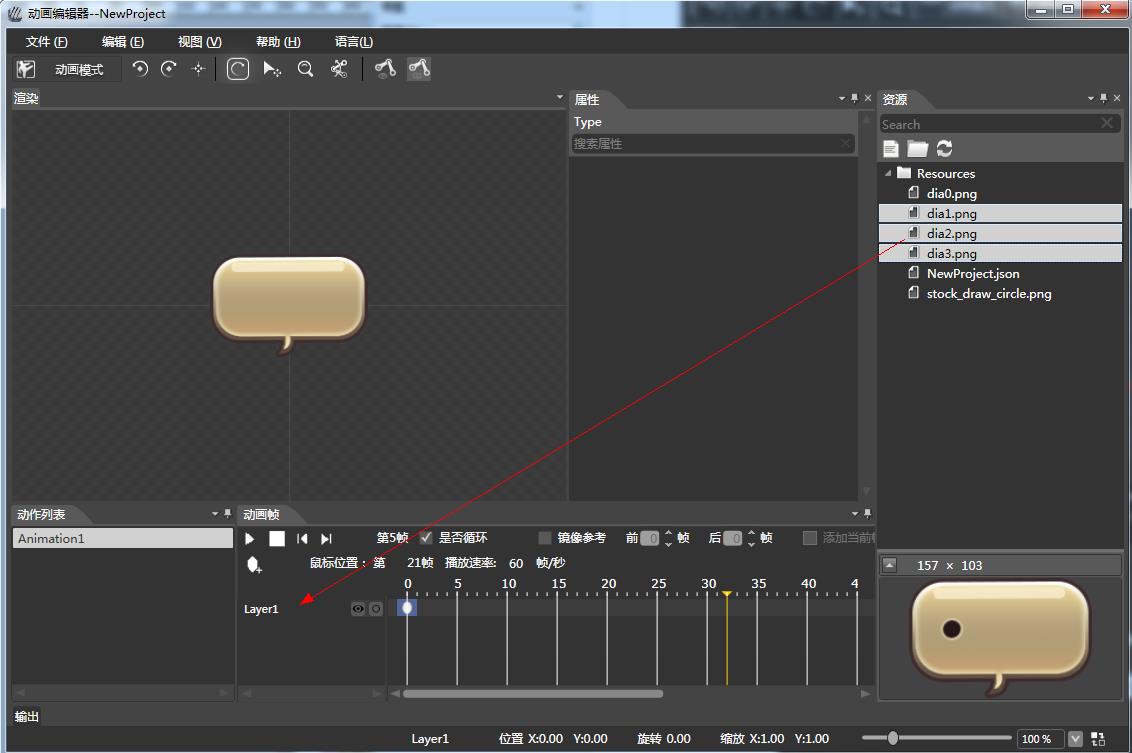 动画编辑器--NewProject
文件 (F) 编辑 (E) 视图 (V) 帮助 (H) 语言(L)
动画模式
渲染
属性
Type
搜索属性
资源
Search
Resources
dia0.png
dia1.png
dia2.png
dia3.png
NewProject.json
stock_draw_circle.png
动作列表
Animation1
动画帧
第5帧 是否循环 镜像参考 前 0 帧 后 0 帧 添加当前帧
鼠标位置: 第 21帧 播放速率: 60 帧/秒
0 5 10 15 20 25 30 35 40 4
Layer1
157 × 103
输出
Layer1 位置 X:0.00 Y:0.00 旋转 0.00 缩放 X:1.00 Y:1.00 100 %